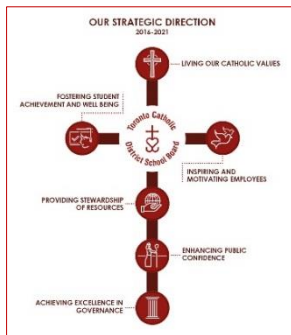 OUR STRATEGIC DIRECTION
2016-2021
LIVING OUR CATHOLIC VALUES
FOSTERING STUDENT
ACHIEVEMENT AND WELL BEING
Toronto Catholic
District School Board
INSPIRING AND
MOTIVATING EMPLOYEES
PROVIDING STEWARDSHIP
OF RESOURCES
ENHANCING PUBLIC
CONFIDENCE
ACHIEVING EXCELLENCE IN
GOVERNANCE